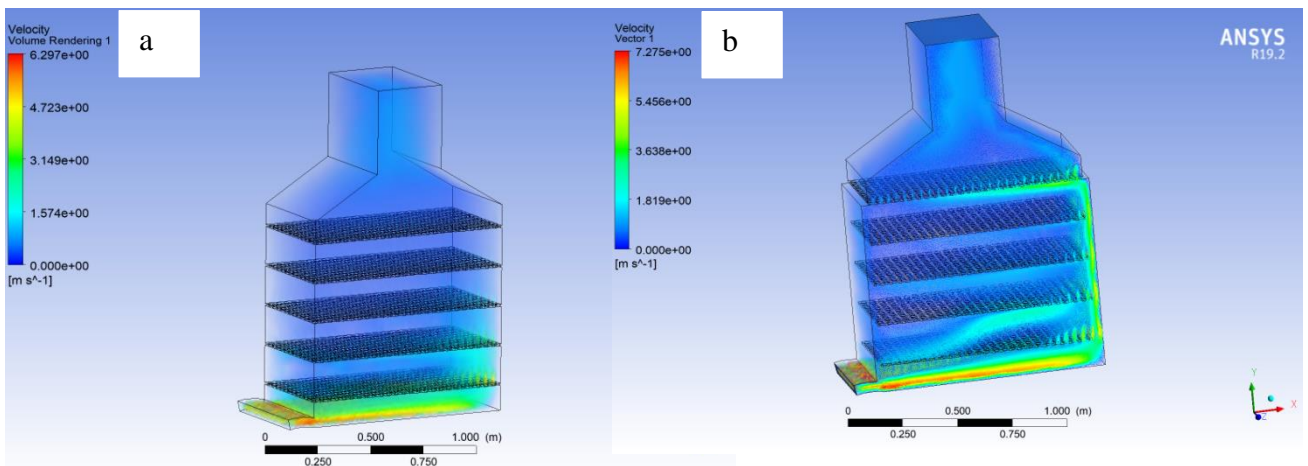 Velocity
Volume Rendering 1
6.297e+00
4.723e+00
3.149e+00
1.574e+00
0.000e+00
[m s^-1]
a
0 0.500 1.000 (m)
0.250 0.750
Velocity
Vector 1
7.275e+00
5.456e+00
3.638e+00
1.819e+00
0.000e+00
[m s^-1]
b
ANSYS
R19.2
0 0.500 1.000 (m)
0.250 0.750
Y
X
Z